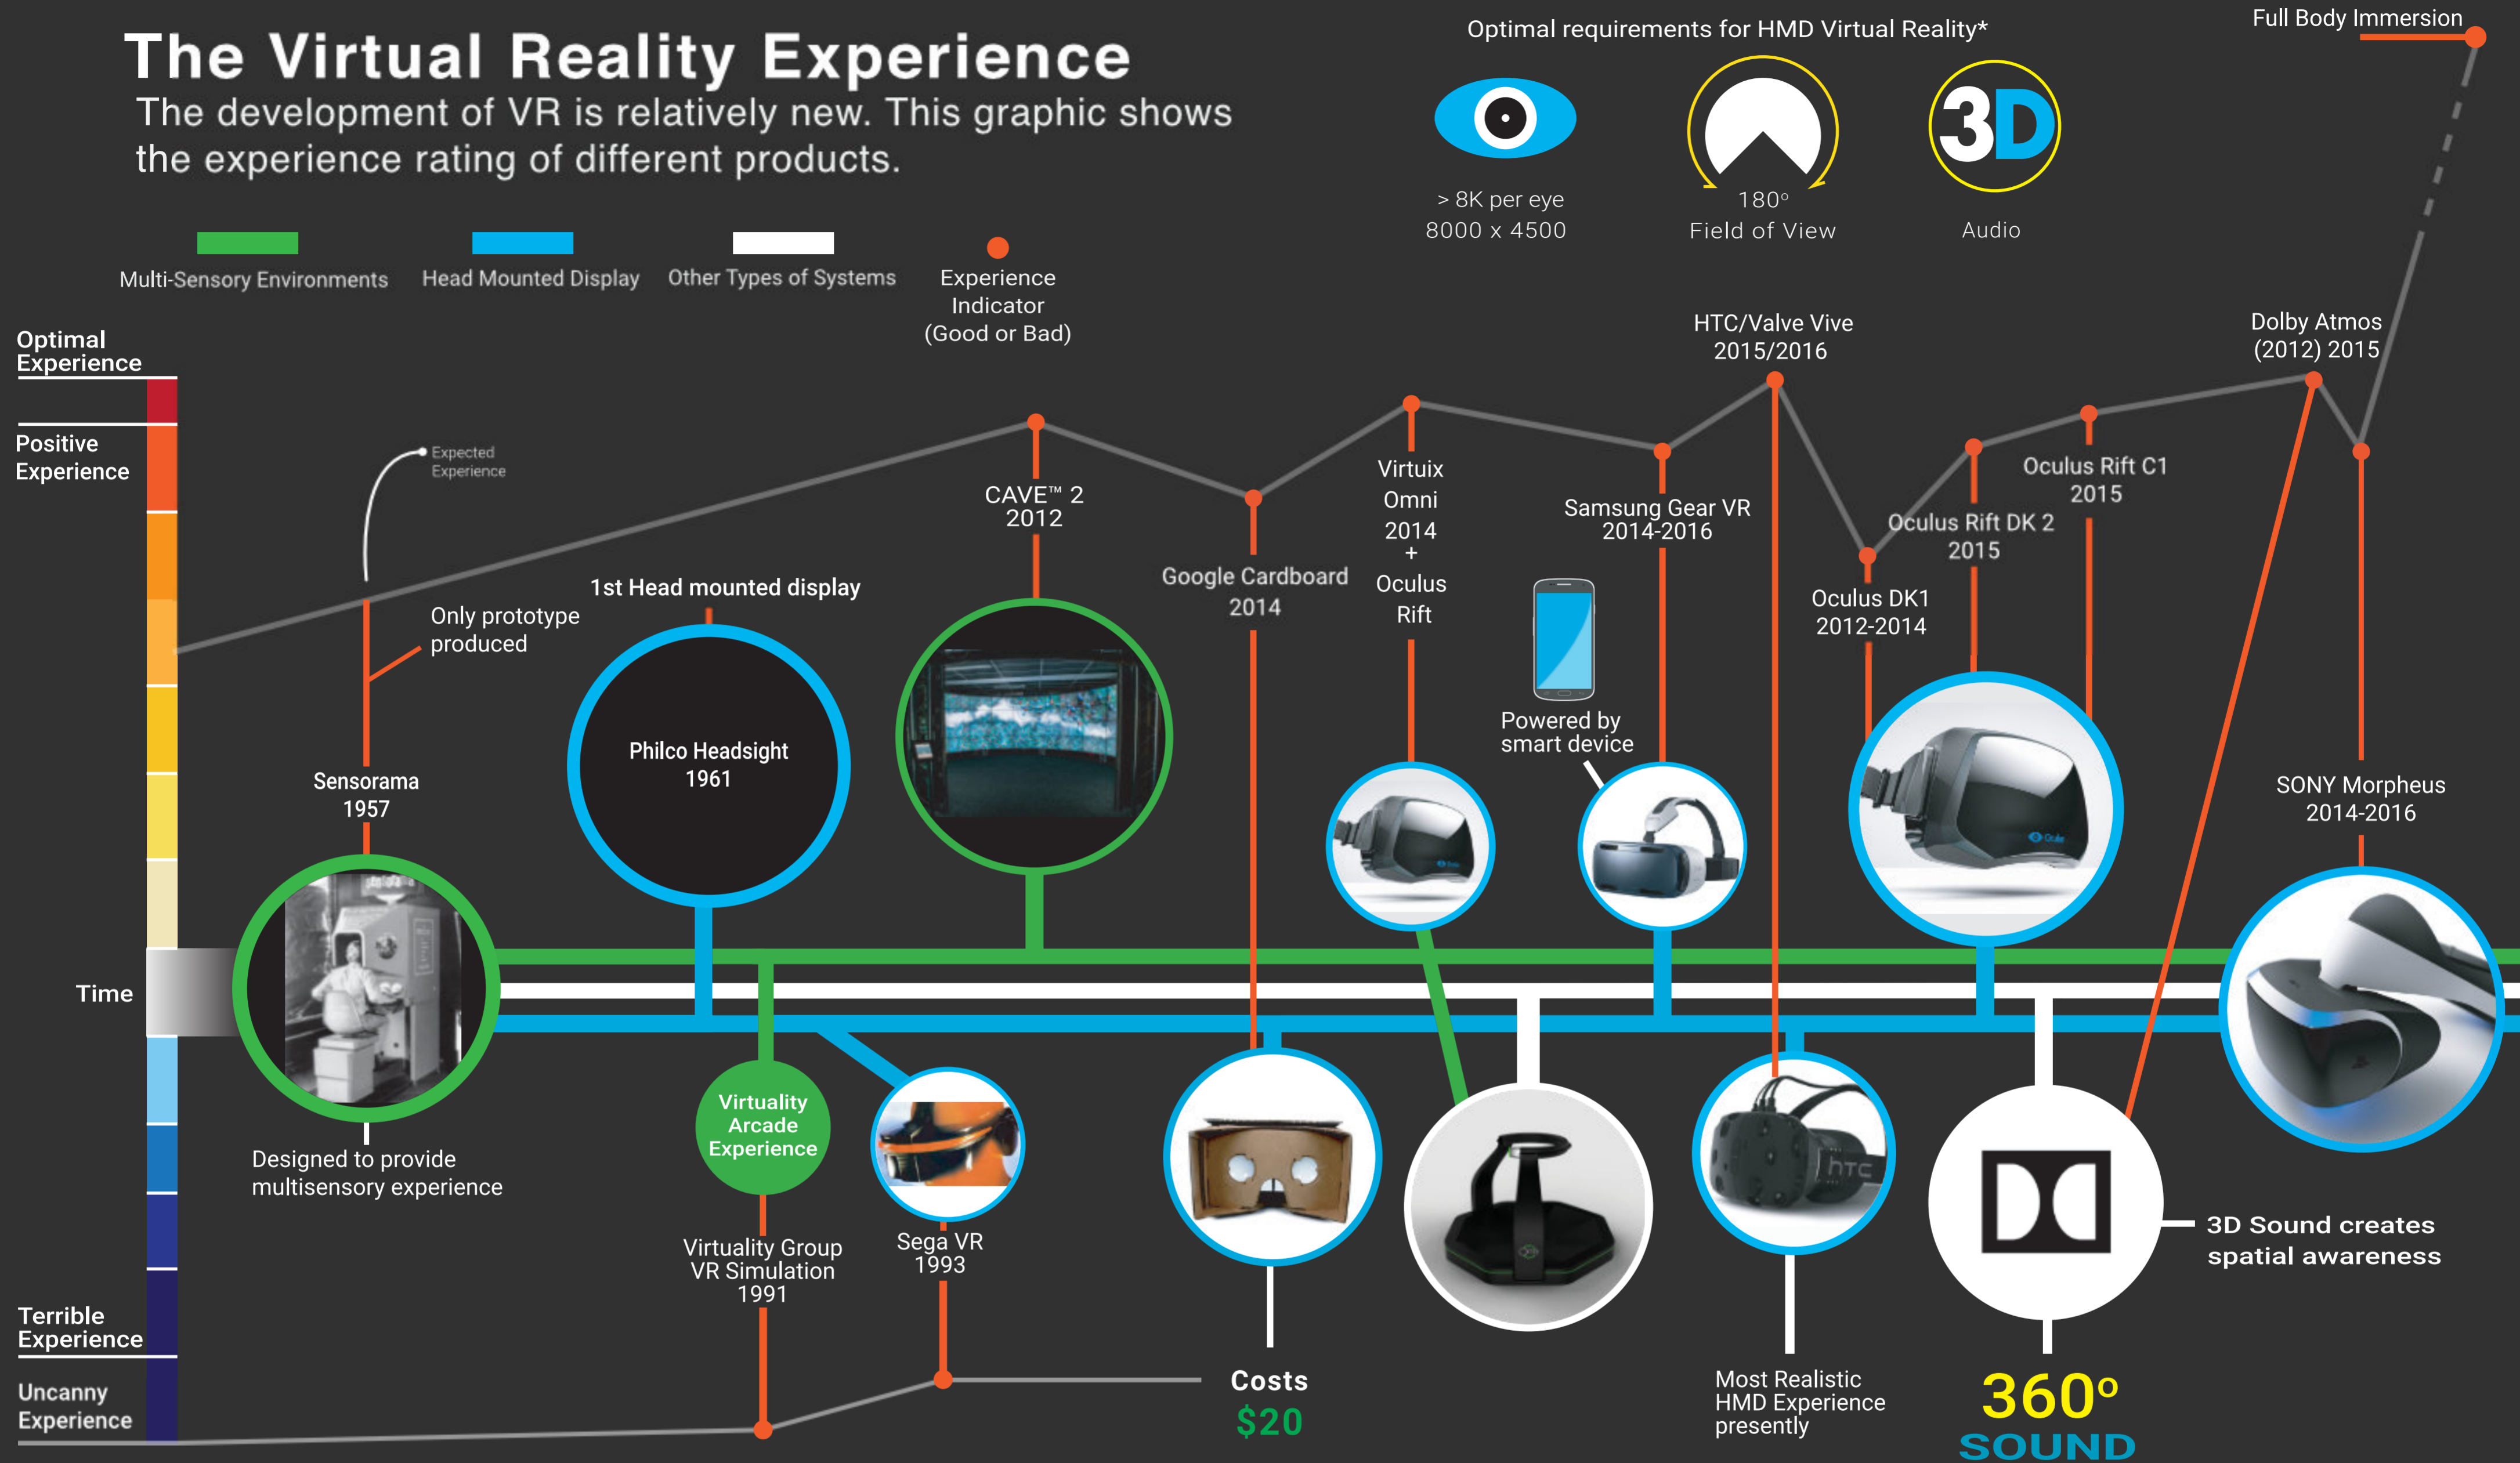 The Virtual Reality Experience
The development of VR is relatively new. This graphic shows
the experience rating of different products.
Multi-Sensory Environments
Head Mounted Display
Other Types of Systems
Experience
Indicator
(Good or Bad)
Optimal requirements for HMD Virtual Reality*
> 8K per eye
8000 x 4500
180º
Field of View
3D
Audio
Full Body Immersion
Optimal
Experience
Positive
Experience
Expected
Experience
Only prototype
produced
Sensorama
1957
1st Head mounted display
Philco Headsight
1961
CAVE™ 2
2012
Google Cardboard
2014
Virtuix
Omni
2014
+
Oculus
Rift
Samsung Gear VR
2014-2016
Powered by
smart device
HTC/Valve Vive
2015/2016
Oculus DK1
2012-2014
Oculus Rift DK 2
2015
Oculus Rift C1
2015
Dolby Atmos
(2012) 2015
SONY Morpheus
2014-2016
Time
Designed to provide
multisensory experience
Virtuality
Arcade
Experience
Virtuality Group
VR Simulation
1991
Sega VR
1993
Costs
$20
hTC
Most Realistic
HMD Experience
presently
3D Sound creates
spatial awareness
360º
SOUND
Terrible
Experience
Uncanny
Experience